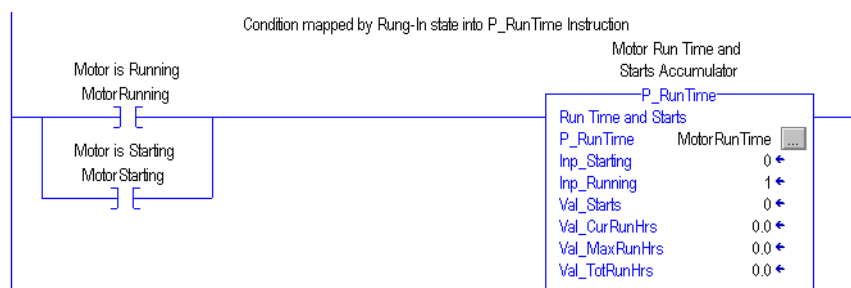 Condition mapped by Rung-In state into P_RunTime Instruction
Motor Run Time and
Starts Accumulator
Motor is Running
MotorRunning
Motor is Starting
MotorStarting
P_RunTime
Run Time and Starts
P_RunTime MotorRunTime ...
Inp_Starting 0
Inp_Running 1
Val_Starts 0
Val_CurRunHrs 0.0
Val_MaxRunHrs 0.0
Val_TotRunHrs 0.0